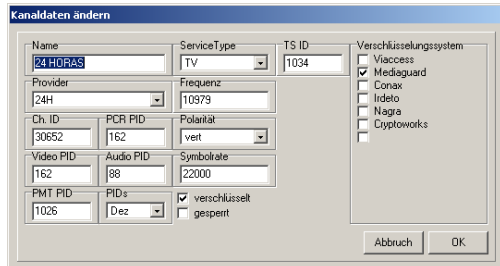 Kanaldaten ändern
Name
24 HORAS
ServiceType
TV
TS ID
1034
Verschlüsselungssystem
Viaccess
Mediaguard
Conax
Irdeto
Nagra
Cryptoworks
Provider
24H
Frequenz
10979
Ch. ID
30652
PCR PID
162
Polarität
vert
Video PID
162
Audio PID
88
Symbolrate
22000
PMT PID
1026
PIDs
Dez
verschlüsselt
gesperrt
Abbruch
OK